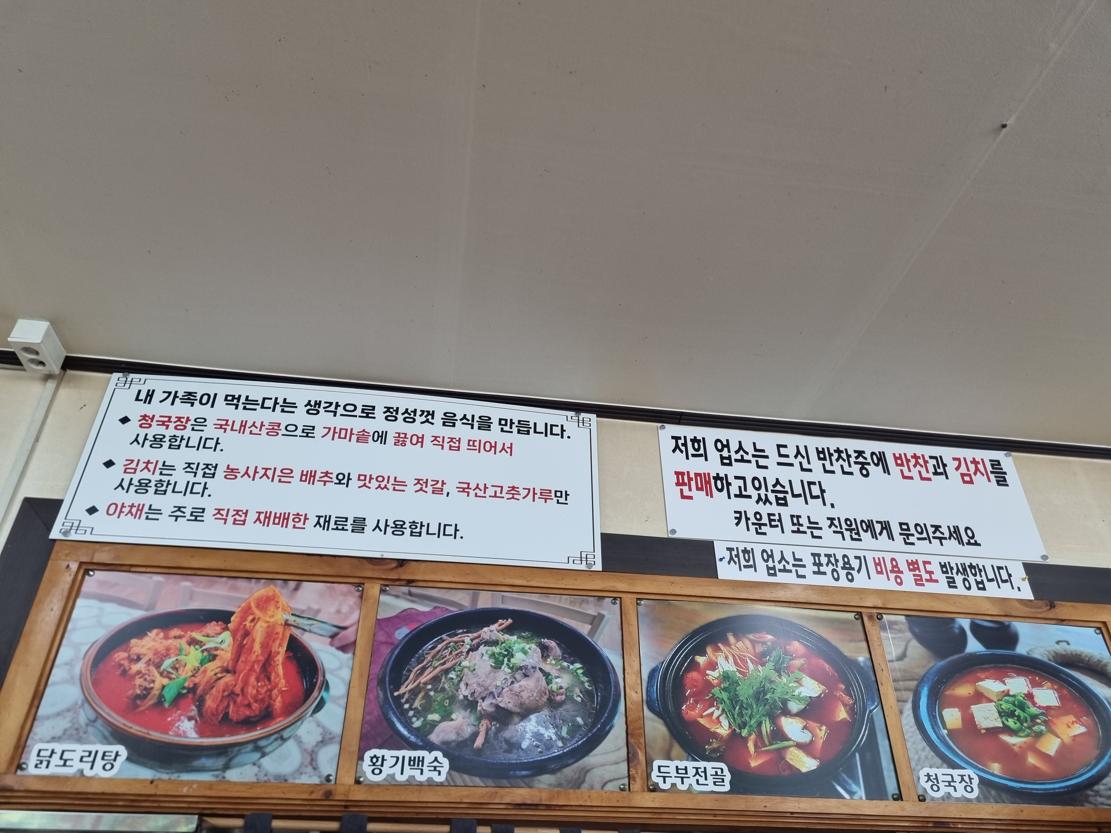 내 가족이 먹는다는 생각으로 정성껏 음식을 만듭니다.
◆ 청국장은 국내산콩으로 가마솥에 끓여 직접 띄어서
사용합니다.
◆ 김치는 직접 농사지은 배추와 맛있는 젓갈, 국산고춧가루만
사용합니다.
◆ 야채는 주로 직접 재배한 재료를 사용합니다.
저희 업소는 드신 반찬중에 반찬과 김치를
판매하고있습니다.
카운터 또는 직원에게 문의주세요
저희 업소는 포장용기 비용 별도 발생합니다.
닭도리탕
황기백숙
두부전골
청국장